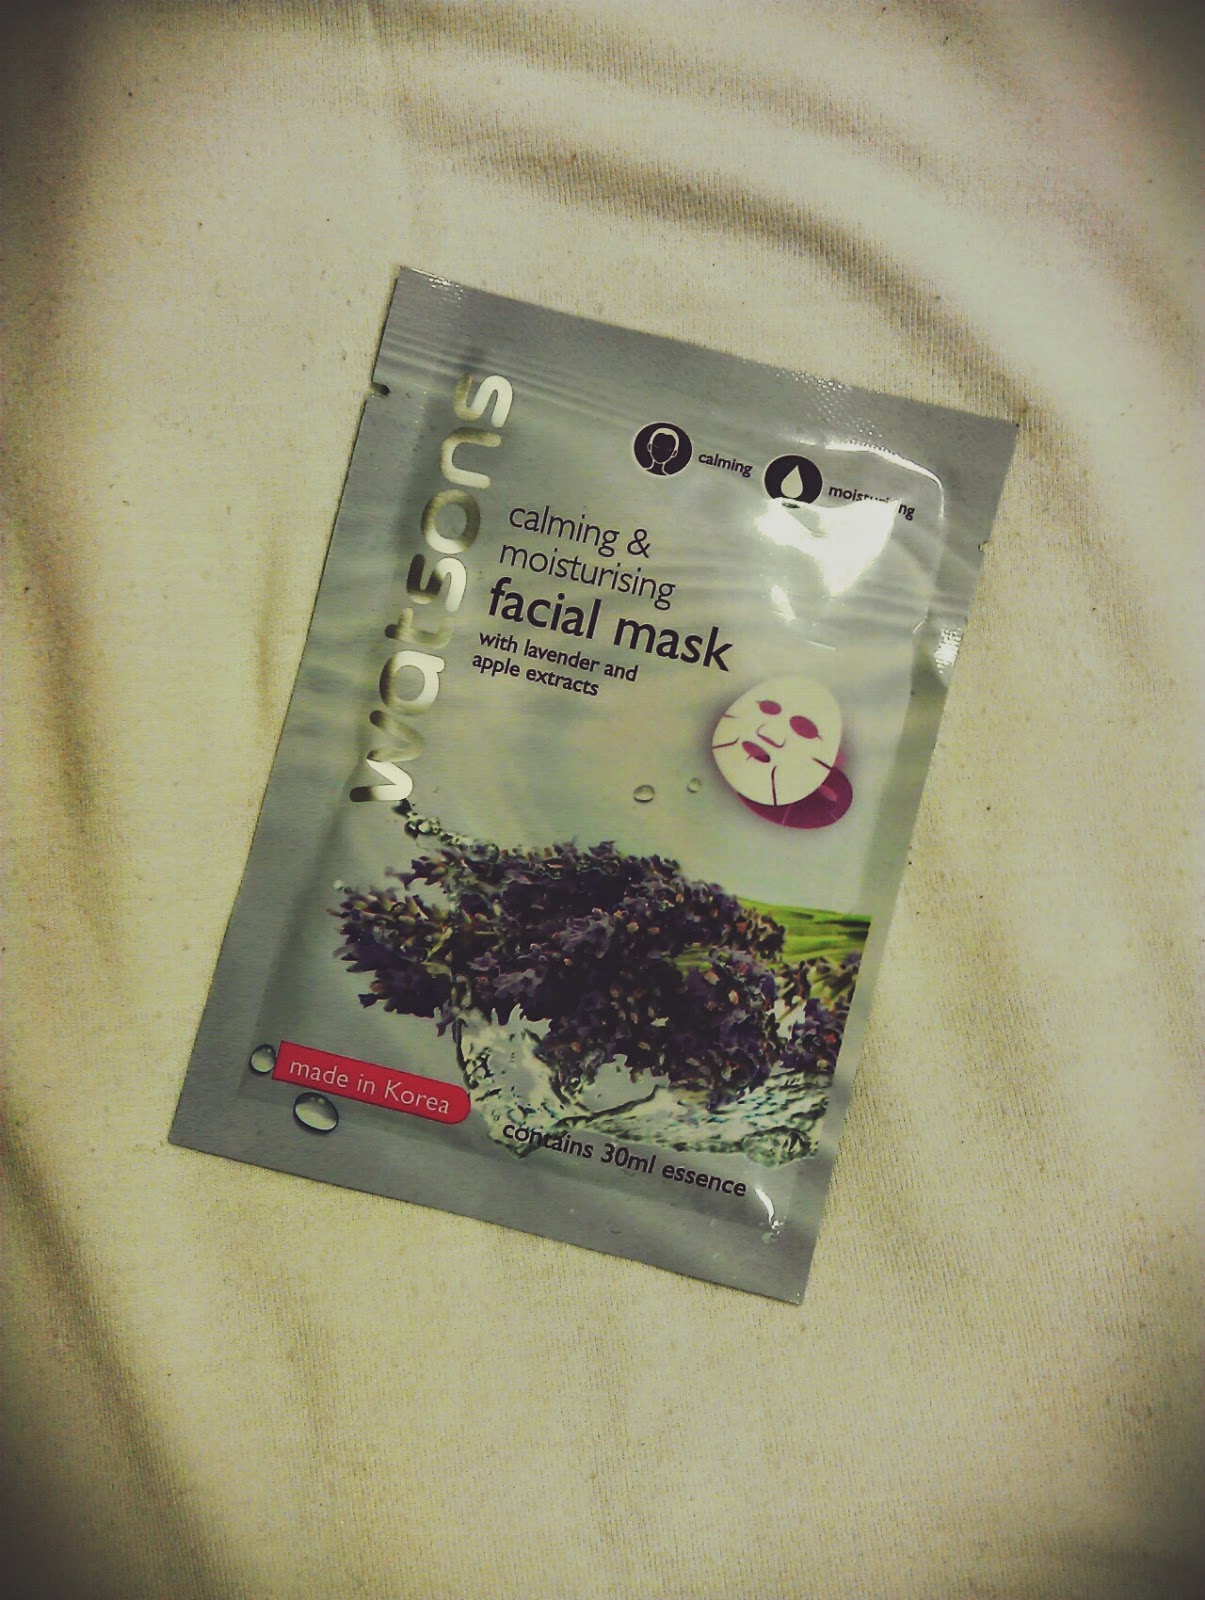 watsons
calming
moisturising
calming &
moisturising
facial mask
with lavender and
apple extracts
made in Korea
contains 30ml essence